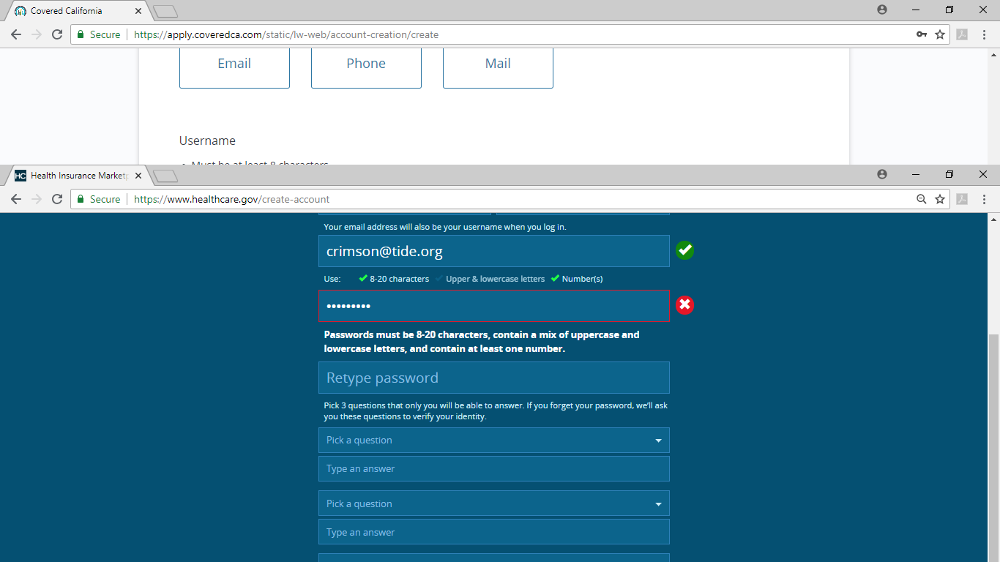 Covered California
Secure https://apply.coveredca.com/static/lw-web/account-creation/create
Email Phone Mail
Username
Must be at least 8 characters
HC Health Insurance Marketp
Secure https://www.healthcare.gov/create-account
Your email address will also be your username when you log in.
crimson@tide.org
Use: 8-20 characters Upper & lowercase letters Number(s)
Passwords must be 8-20 characters, contain a mix of uppercase and
lowercase letters, and contain at least one number.
Retype password
Pick 3 questions that only you will be able to answer. If you forget your password, we'll ask
you these questions to verify your identity.
Pick a question
Type an answer
Pick a question
Type an answer